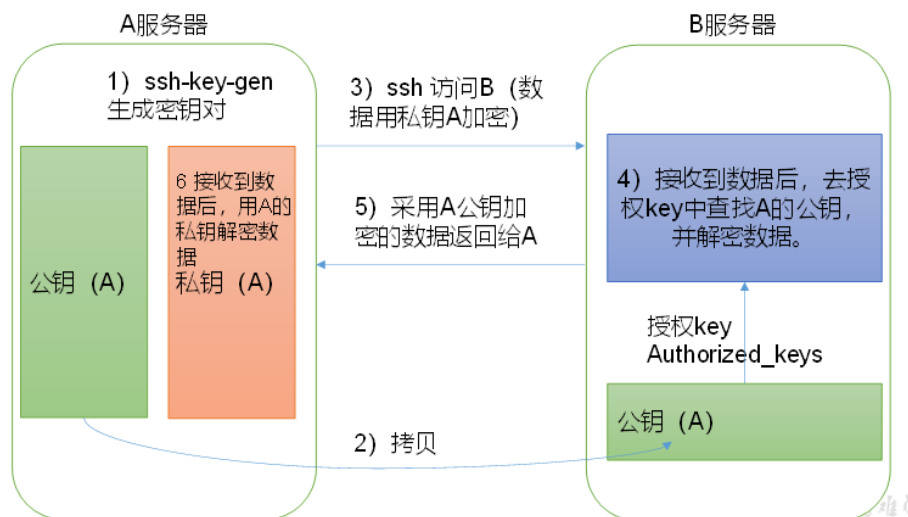 A服务器
B服务器
1）ssh-key-gen
生成密钥对
3）ssh 访问B（数
据用私钥A加密）
6 接收到数
据后，用A的
私钥解密数
据
私钥（A）
公钥（A）
5）采用A公钥加
密的数据返回给A
4）接收到数据后，去授
权key中查找A的公钥，
并解密数据。
授权key
Authorized_keys
公钥（A）
2）拷贝